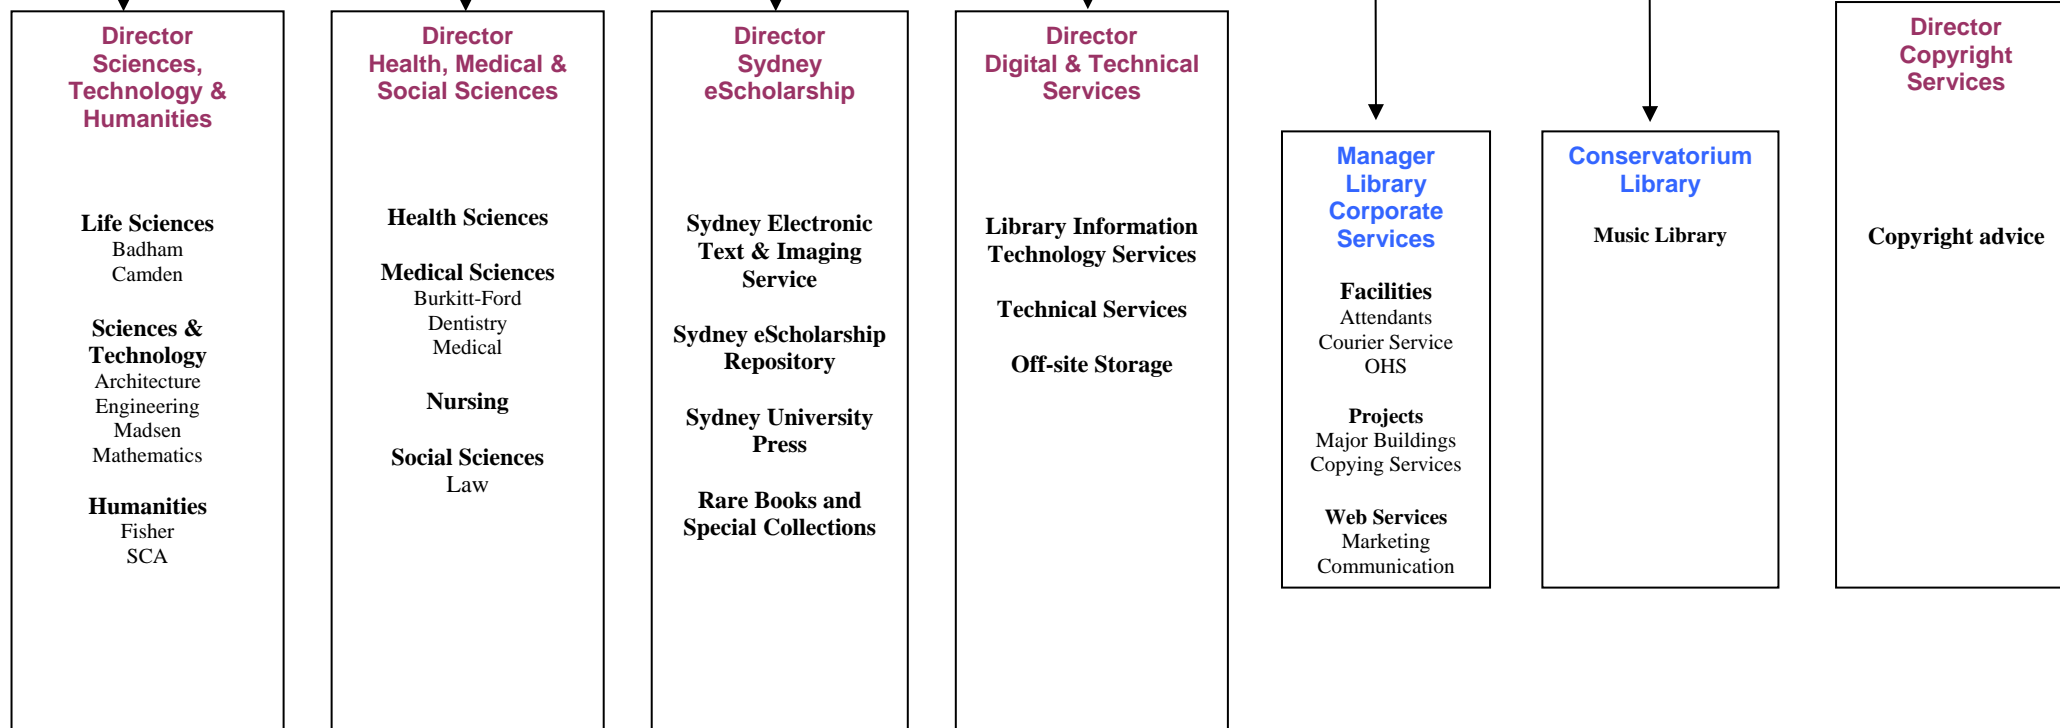 Director
Sciences,
Technology &
Humanities
Life Sciences
Badham
Camden
Sciences &
Technology
Architecture
Engineering
Madsen
Mathematics
Humanities
Fisher
SCA
Director
Health, Medical &
Social Sciences
Health Sciences
Medical Sciences
Burkitt-Ford
Dentistry
Medical
Nursing
Social Sciences
Law
Director
Sydney
eScholarship
Sydney Electronic
Text & Imaging
Service
Sydney eScholarship
Repository
Sydney University
Press
Rare Books and
Special Collections
Director
Digital & Technical
Services
Library Information
Technology Services
Technical Services
Off-site Storage
Manager
Library
Corporate
Services
Facilities
Attendants
Courier Service
OHS
Projects
Major Buildings
Copying Services
Web Services
Marketing
Communication
Conservatorium
Library
Music Library
Director
Copyright
Services
Copyright advice